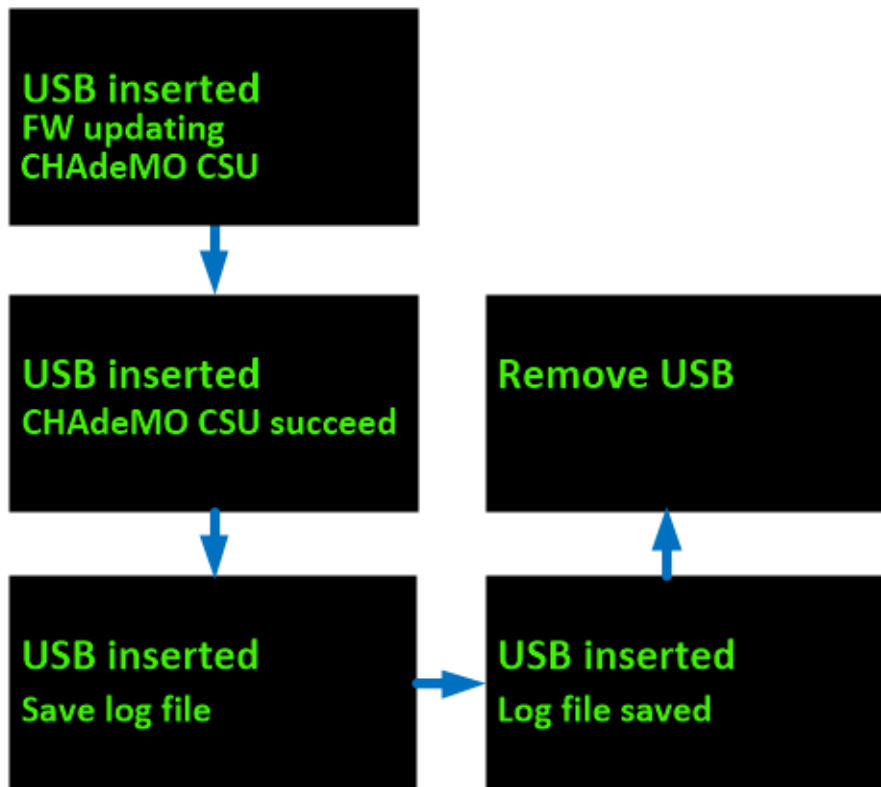 USB inserted
FW updating
CHAdeMO CSU
USB inserted
CHAdeMO CSU succeed
USB inserted
Save log file
USB inserted
Log file saved
Remove USB